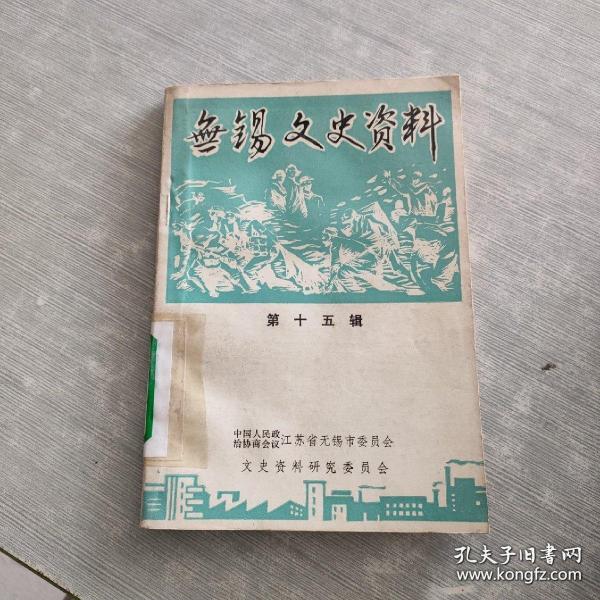 無锡文史资料
第十五辑
中国人民政
治协商会议江苏省无锡市委员会
文史资料研究委员会
孔夫子旧书网
www.kongfz.com